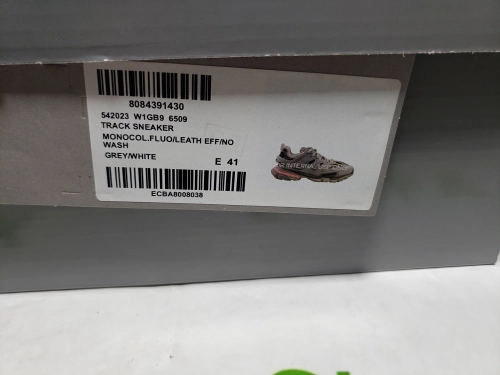 8084391430
542023 W1GB9 6509
TRACK SNEAKER
MONOCOL.FLUO/LEATH EFF/NO
WASH
GREY/WHITE E 41
ECBA8008038